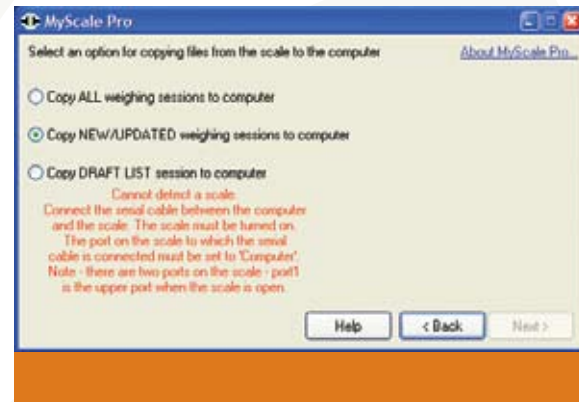 MyScale Pro
Select an option for copying files from the scale to the computer
About MyScale Pro...
Copy ALL weighing sessions to computer
Copy NEW/UPDATED weighing sessions to computer
Copy DRAFT LIST session to computer
Cannot detect a scale.
Connect the serial cable between the computer
and the scale. The scale must be turned on.
The port on the scale to which the serial
cable is connected must be set to 'Computer'.
Note - there are two ports on the scale - port1
is the upper port when the scale is open.
Help
< Back
Next >